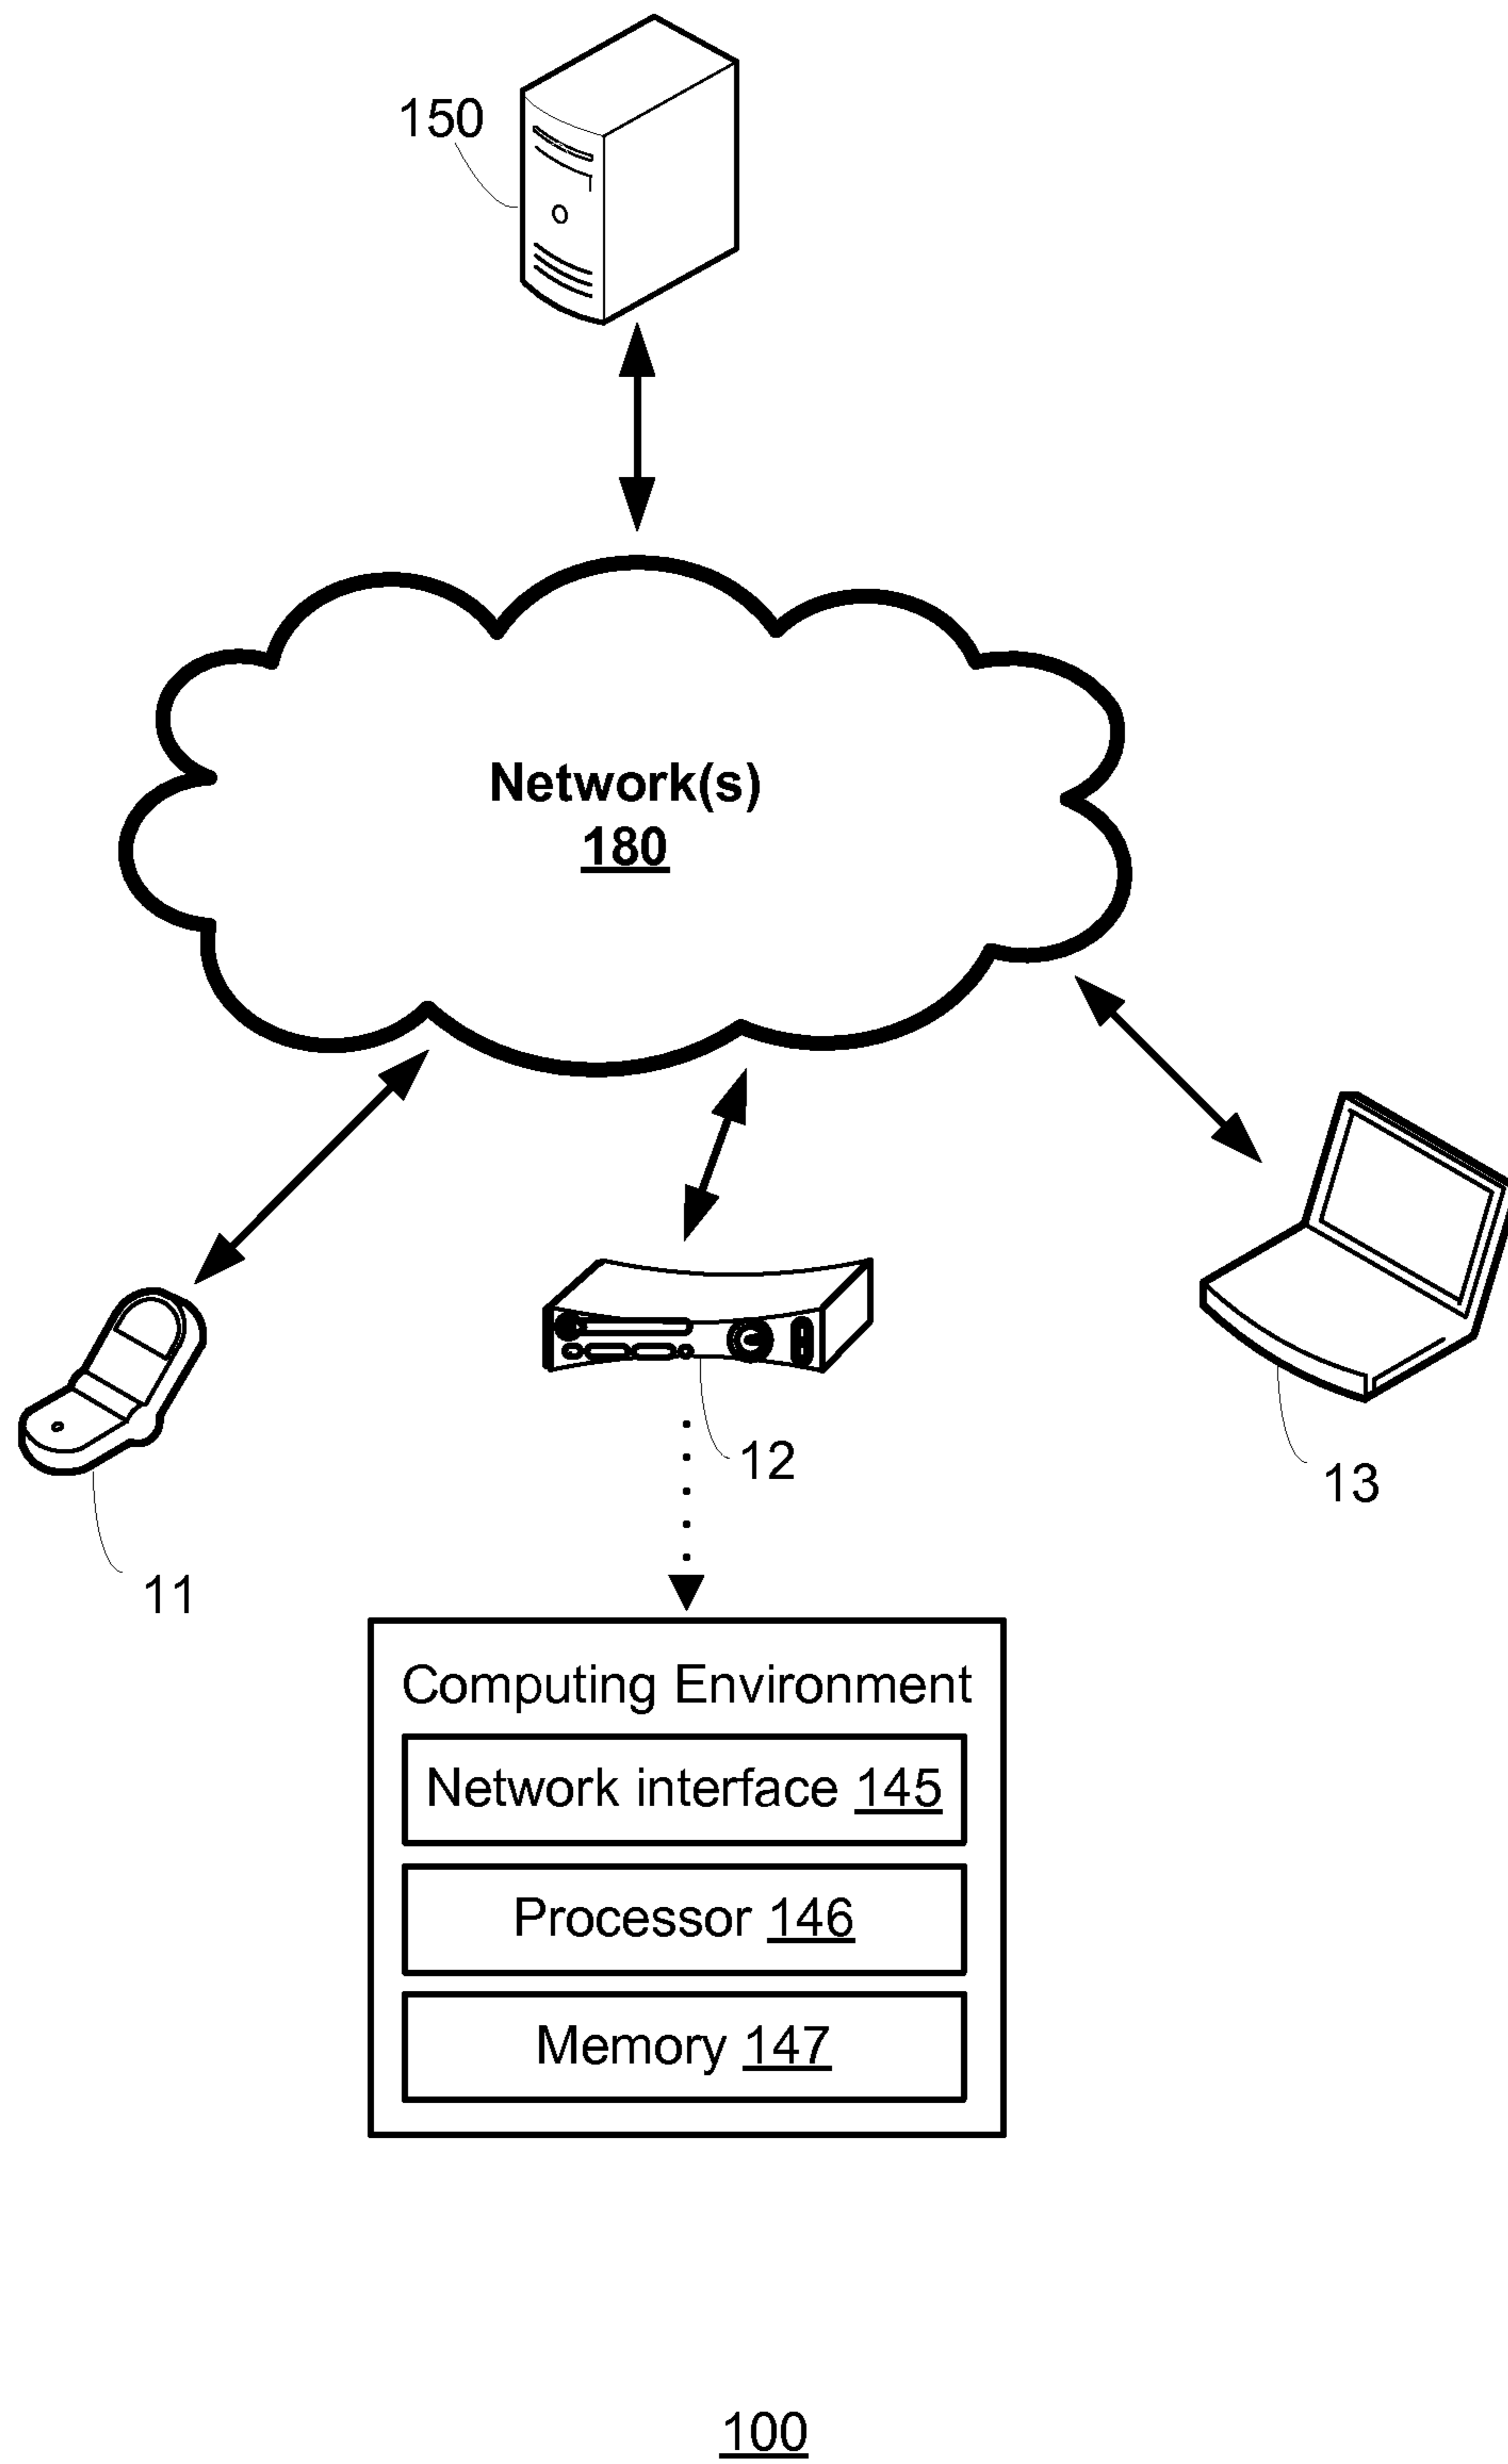 150
Network(s)
180
12
13
11
Computing Environment
Network interface 145
Processor 146
Memory 147
100